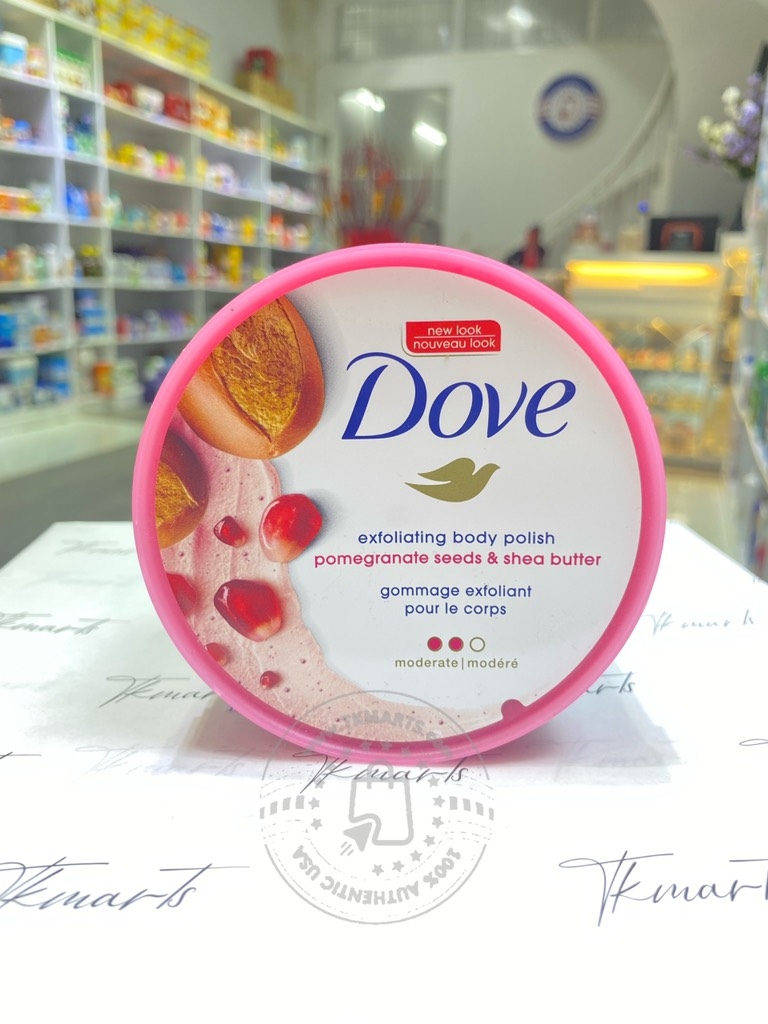 new look
nouveau look
Dove
exfoliating body polish
pomegranate seeds & shea butter
gommage exfoliant
pour le corps
moderate | modéré
Tkmarts
Tkmarts
Tkmarts
Tkmarts
100% AUTHENTIC USA